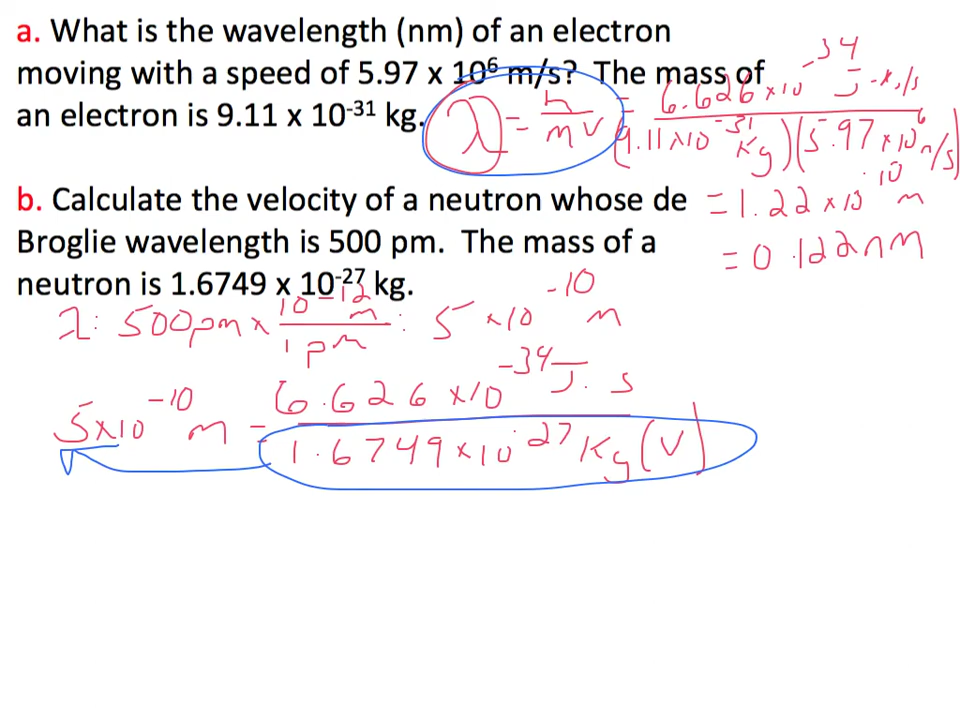 a. What is the wavelength (nm) of an electron
moving with a speed of 5.97 x 10⁶ m/s? The mass of
an electron is 9.11 x 10⁻³¹ kg.
λ = h / m v = 6.626 x 10⁻³⁴ J · s / (9.11 x 10⁻³¹ kg)(5.97 x 10⁶ m/s)
= 1.22 x 10⁻¹⁰ m
= 0.122 nm
b. Calculate the velocity of a neutron whose de
Broglie wavelength is 500 pm. The mass of a
neutron is 1.6749 x 10⁻²⁷ kg.
λ: 500 pm x 10⁻¹² m / 1 pm : 5 x 10⁻¹⁰ m
5 x 10⁻¹⁰ m = 6.626 x 10⁻³⁴ J · s / 1.6749 x 10⁻²⁷ kg (v)